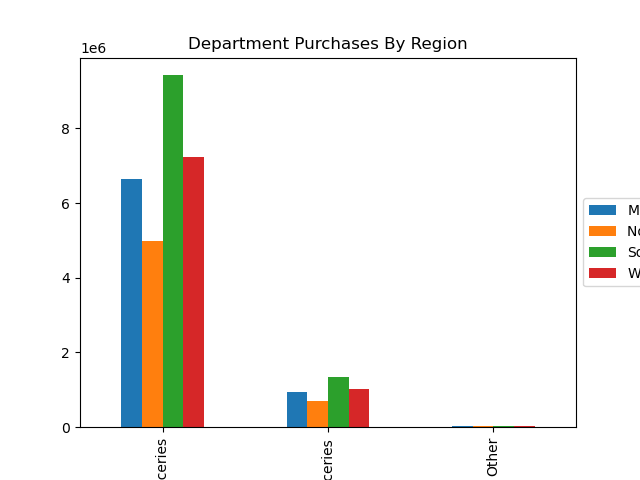 Department Purchases By Region
1e6
8
6
4
2
0
ceries
ceries
Other
M
No
So
W